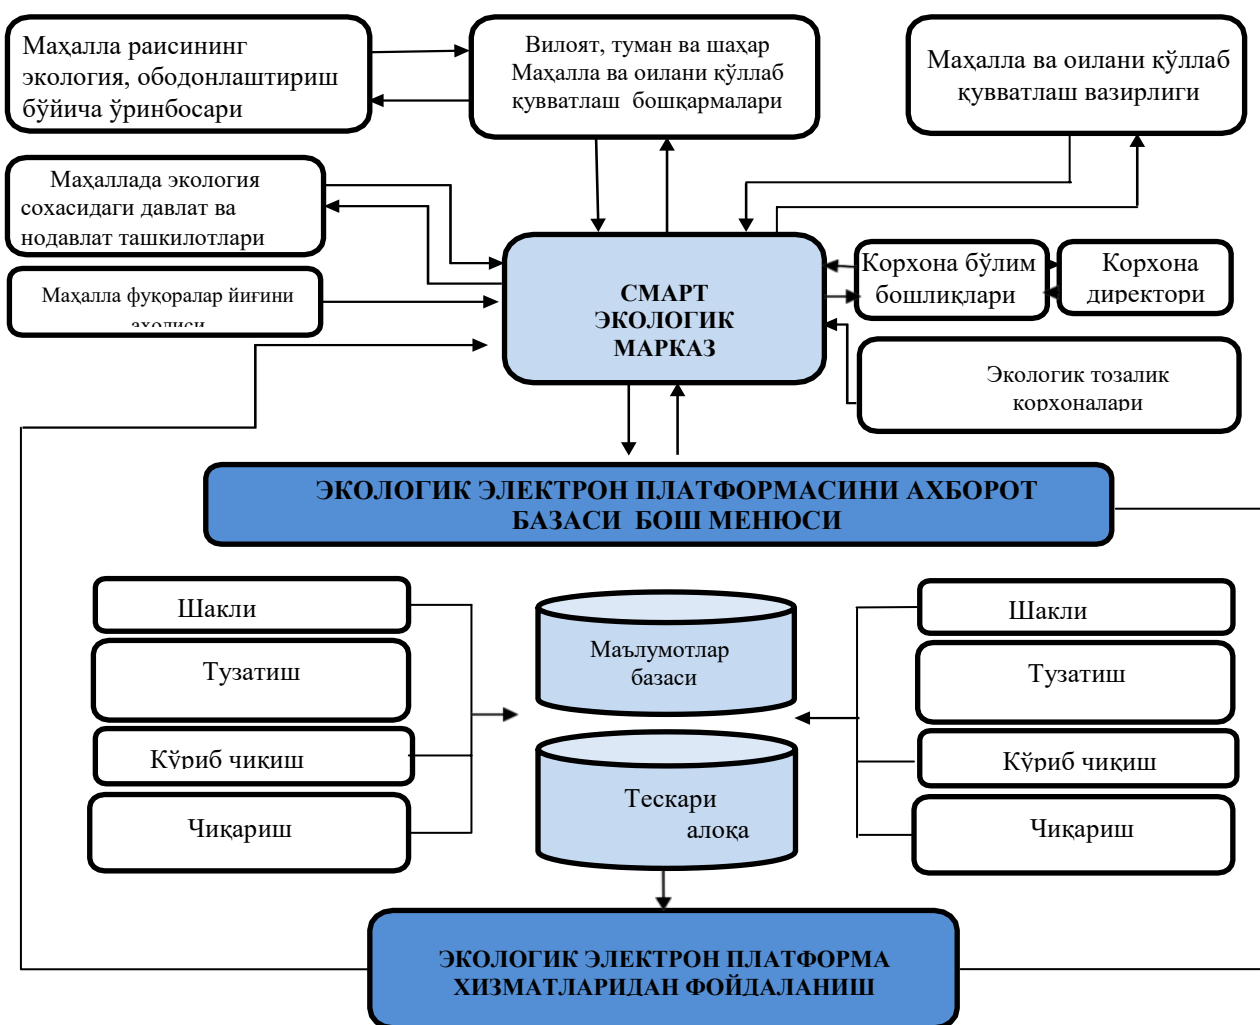 Маҳалла раисининг
экология, ободонлаштириш
бўйича ўринбосари
Вилоят, туман ва шаҳар
Маҳалла ва оилани қўллаб
қувватлаш бошқармалари
Маҳалла ва оилани қўллаб
қувватлаш вазирлиги
Маҳаллада экология
сохасидаги давлат ва
нодавлат ташкилотлари
Маҳалла фуқоралар йиғини
СМАРТ
ЭКОЛОГИК
МАРКАЗ
Корхона бўлим
бошлиқлари
Корхона
директори
Экологик тозалик
корхоналари
ЭКОЛОГИК ЭЛЕКТРОН ПЛАТФОРМАСИНИ АХБОРОТ
БАЗАСИ БОШ МЕНЮСИ
Шакли
Тузатиш
Кўриб чиқиш
Чиқариш
Маълумотлар
базаси
Тескари
алоқа
Шакли
Тузатиш
Кўриб чиқиш
Чиқариш
ЭКОЛОГИК ЭЛЕКТРОН ПЛАТФОРМА
ХИЗМАТЛАРИДАН ФОЙДАЛАНИШ